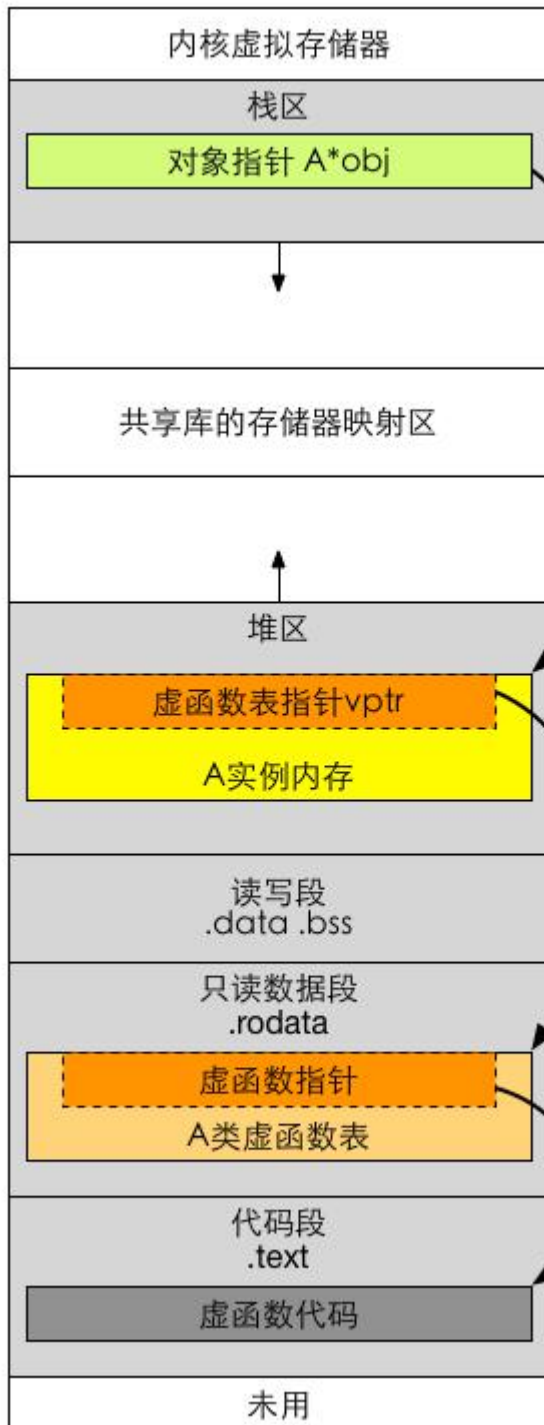 内核虚拟存储器
栈区
对象指针 A*obj
共享库的存储器映射区
堆区
虚函数表指针vptr
A实例内存
读写段
.data .bss
只读数据段
.rodata
虚函数指针
A类虚函数表
代码段
.text
虚函数代码
未用